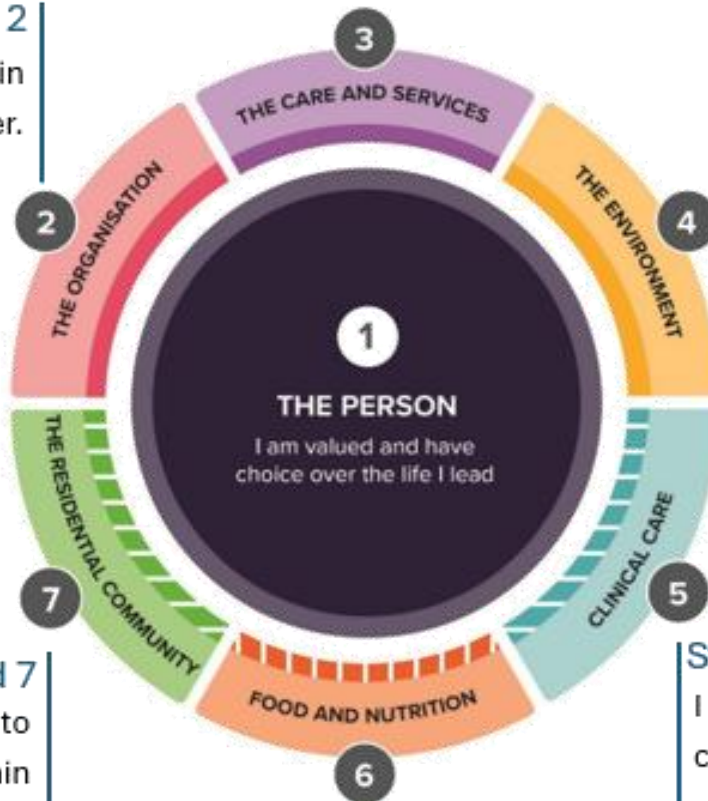 2
in
er.
3
THE CARE AND SERVICES
2
THE ORGANISATION
4
THE ENVIRONMENT
1
THE PERSON
I am valued and have
choice over the life I lead
7
THE RESIDENTIAL COMMUNITY
5
CLINICAL CARE
6
FOOD AND NUTRITION
d 7
to
in
S
I
c